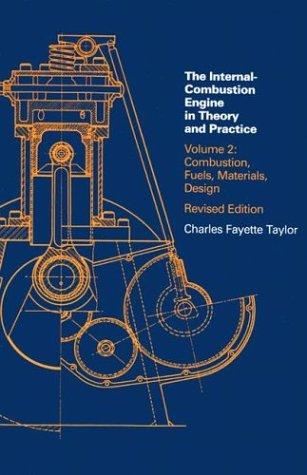 The Internal-
Combustion
Engine
in Theory
and Practice
Volume 2:
Combustion,
Fuels, Materials,
Design
Revised Edition
Charles Fayette Taylor